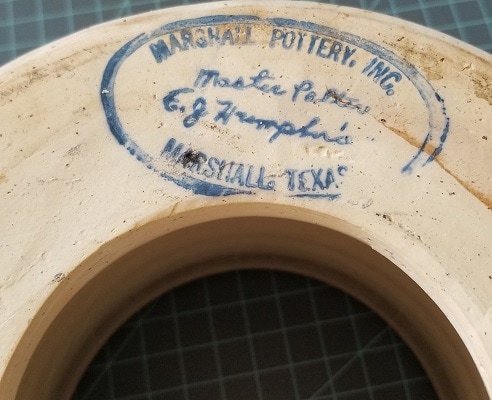 MARSHALL POTTERY, INC.
Master Potter
E. J Humphries
MARSHALL, TEXAS